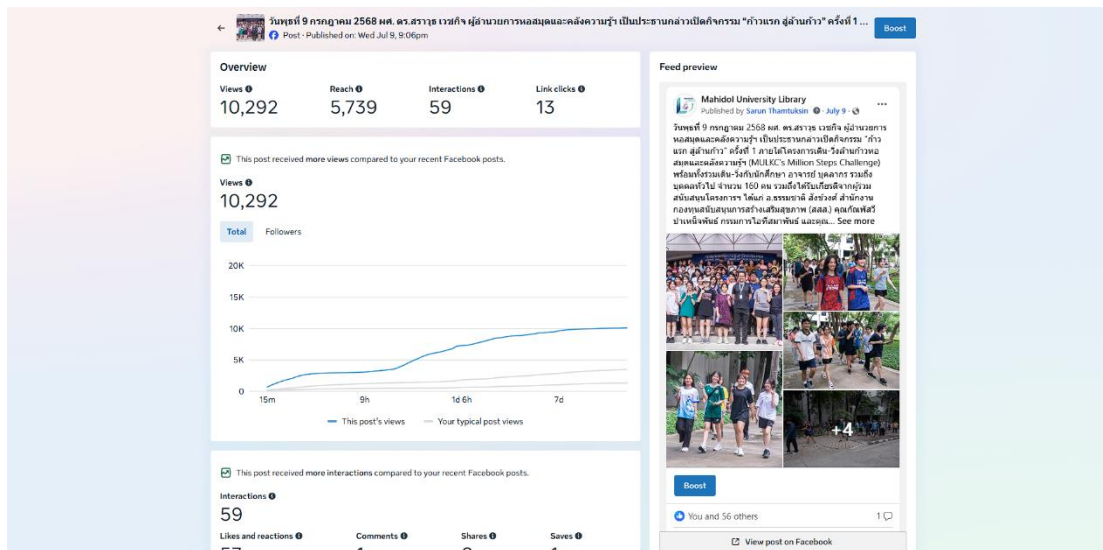 วันพุธที่ 9 กรกฎาคม 2568 ผศ. ดร.สราวุธ เวชกิจ ผู้อำนวยการหอสมุดและคลังความรู้ฯ เป็นประธานกล่าวเปิดกิจกรรม “ก้าวแรก สู่ล้านก้าว” ครั้งที่ 1 ...
Post · Published on: Wed Jul 9, 9:06pm
Boost
Overview
Views
Reach
Interactions
Link clicks
10,292
5,739
59
13
This post received more views compared to your recent Facebook posts.
Views
10,292
Total
Followers
20K
15K
10K
5K
0
15m
9h
1d 6h
7d
This post's views
Your typical post views
This post received more interactions compared to your recent Facebook posts.
Interactions
59
Likes and reactions
Comments
Shares
Saves
Feed preview
Mahidol University Library
Published by Sarun Thamtuksin · July 9 ·
วันพุธที่ 9 กรกฎาคม 2568 ผศ. ดร.สราวุธ เวชกิจ ผู้อำนวยการ
หอสมุดและคลังความรู้ฯ เป็นประธานกล่าวเปิดกิจกรรม “ก้าว
แรก สู่ล้านก้าว” ครั้งที่ 1 ภายใต้โครงการเดิน-วิ่งล้านก้าวหอ
สมุดและคลังความรู้ฯ (MULKC's Million Steps Challenge)
พร้อมทั้งร่วมเดิน-วิ่งกับนักศึกษา อาจารย์ บุคลากร รวมถึง
บุคคลทั่วไป จำนวน 160 คน รวมถึงได้รับเกียรติจากผู้ร่วม
สนับสนุนโครงการฯ ได้แก่ อ.ธรรมชาติ สังข์วงศ์ สำนักงาน
กองทุนสนับสนุนการสร้างเสริมสุขภาพ (สสส.)
กรรมการไอทีสมาพันธ์ และคุณ... See more
+4
Boost
You and 56 others
1
View post on Facebook